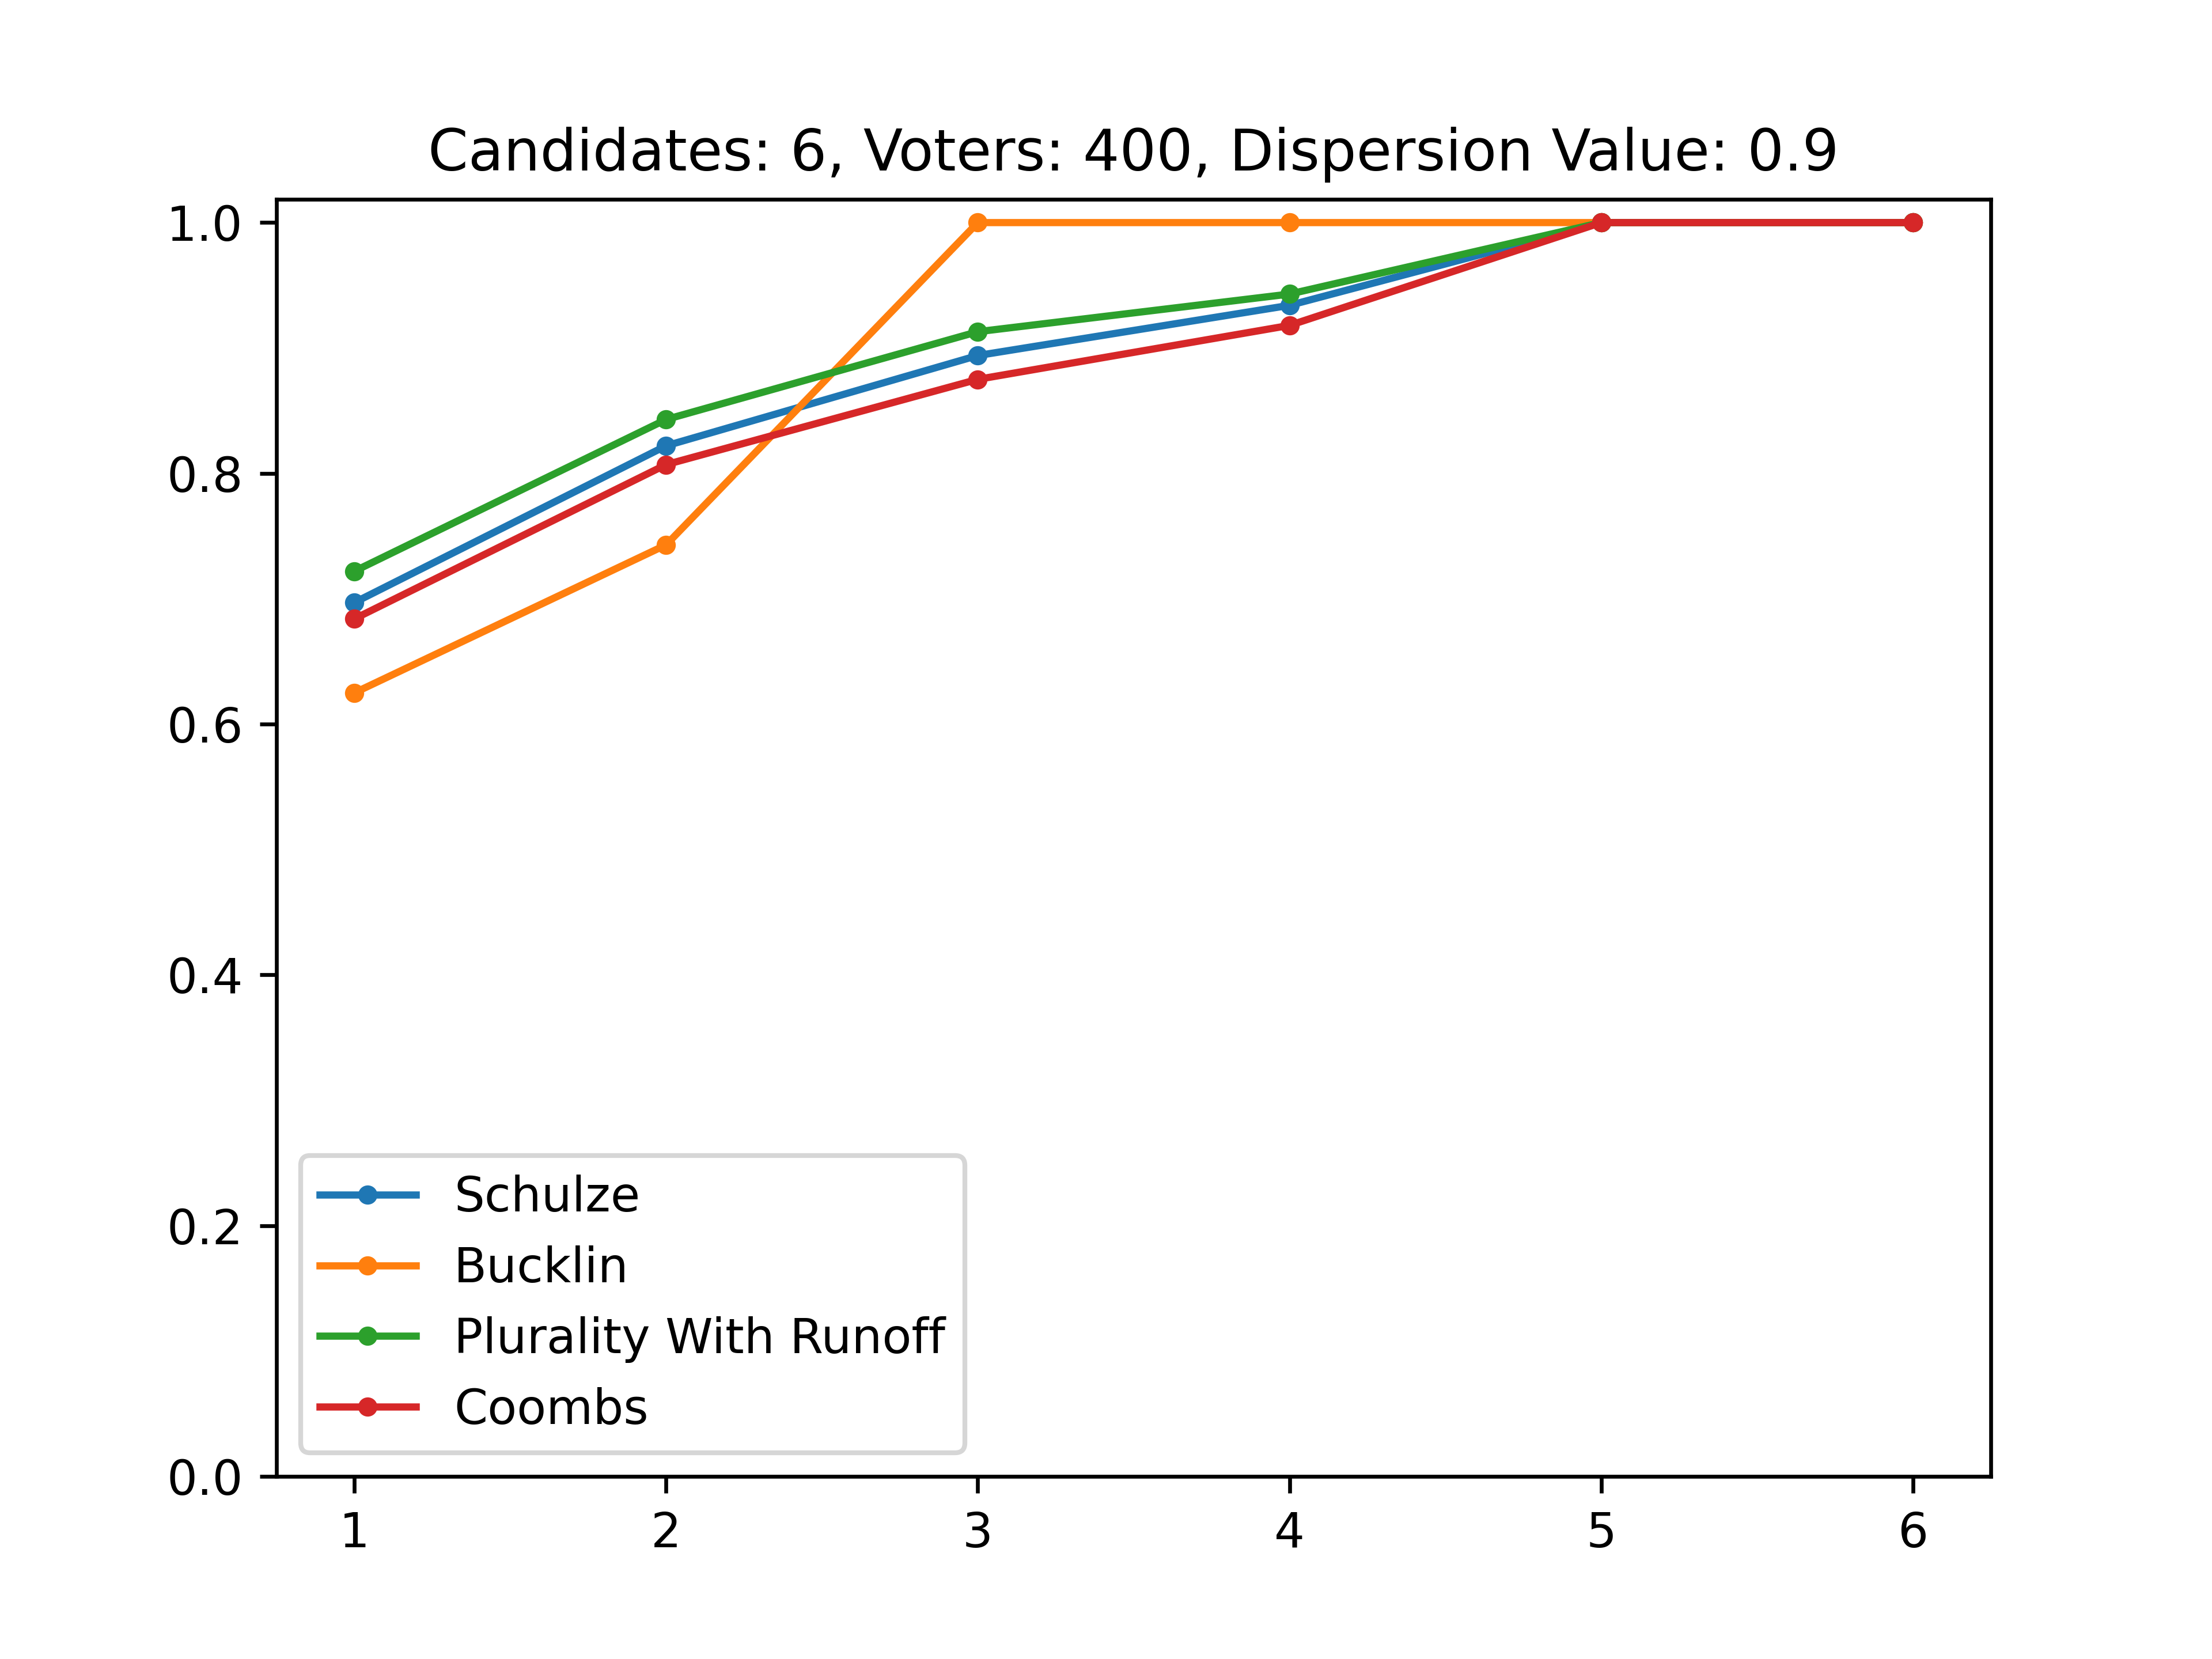 Candidates: 6, Voters: 400, Dispersion Value: 0.9
1.0
0.8
0.6
0.4
0.2
0.0
Schulze
Bucklin
Plurality With Runoff
Coombs
1 2 3 4 5 6